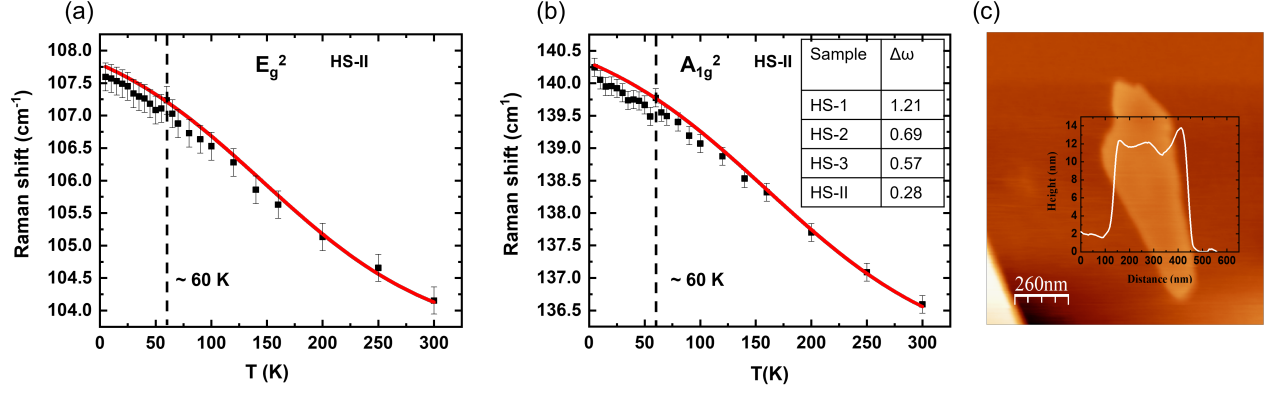 (a)
(b)
(c)
108.0
107.5
107.0
106.5
106.0
105.5
105.0
104.5
104.0
Raman shift (cm⁻¹)
E_g²
HS-II
~ 60 K
0 50 100 150 200 250 300
T (K)
140.5
140.0
139.5
139.0
138.5
138.0
137.5
137.0
136.5
Raman shift (cm⁻¹)
A_1g²
HS-II
~ 60 K
0 50 100 150 200 250 300
T(K)
Sample Δω
HS-1 1.21
HS-2 0.69
HS-3 0.57
HS-II 0.28
14
12
10
8
6
4
2
0
Height (nm)
0 100 200 300 400 500 600
Distance (nm)
260nm